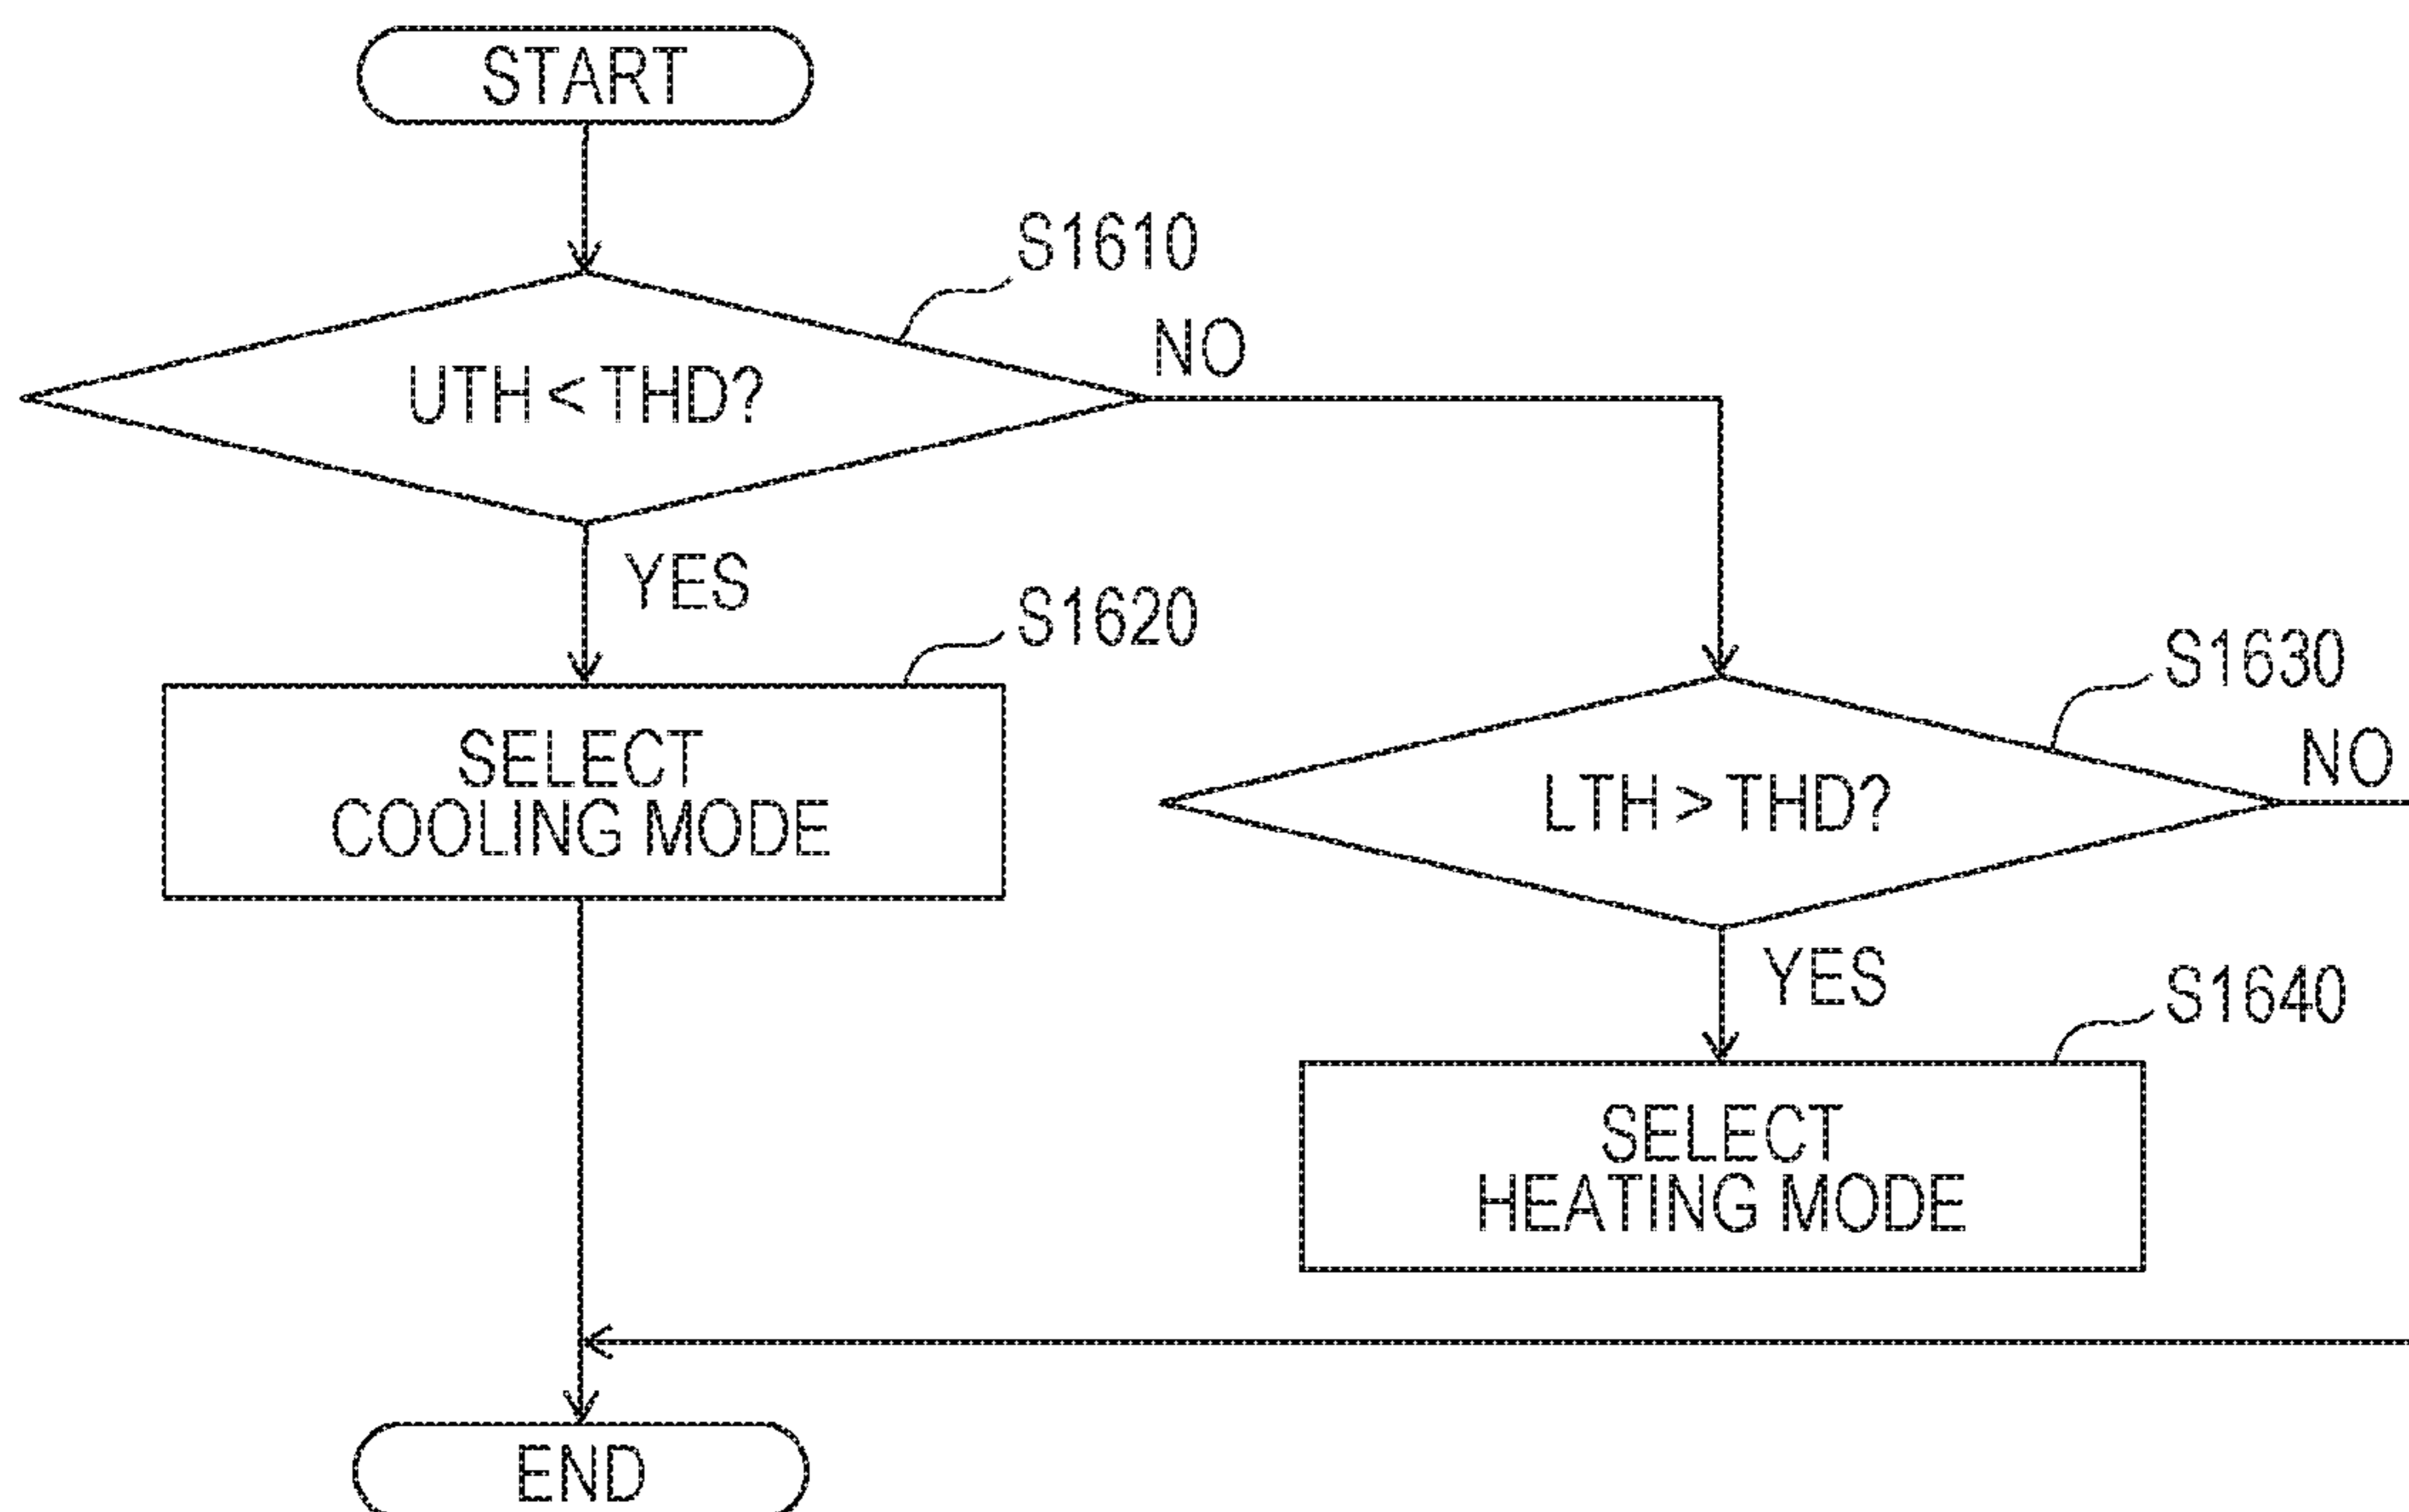 START
S1610
NO
UTH < THD?
YES
S1620
SELECT
COOLING MODE
S1630
NO
LTH > THD?
YES
S1640
SELECT
HEATING MODE
END